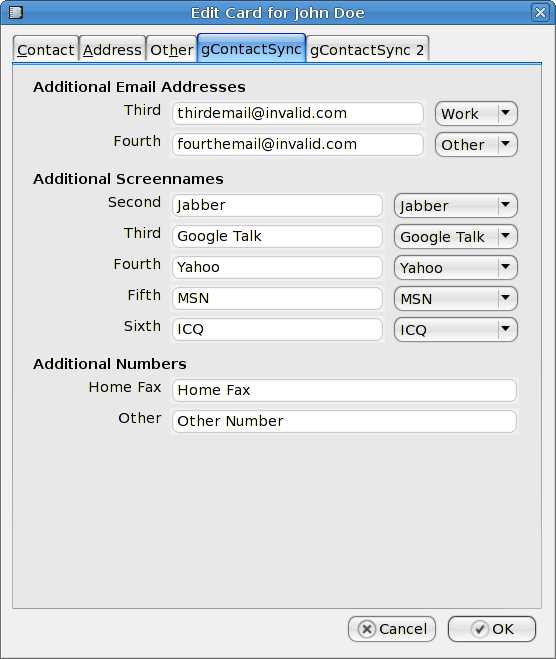 Edit Card for John Doe
Contact Address Other gContactSync gContactSync 2
Additional Email Addresses
Third thirdemail@invalid.com Work
Fourth fourthemail@invalid.com Other
Additional Screennames
Second Jabber Jabber
Third Google Talk Google Talk
Fourth Yahoo Yahoo
Fifth MSN MSN
Sixth ICQ ICQ
Additional Numbers
Home Fax Home Fax
Other Other Number
Cancel OK